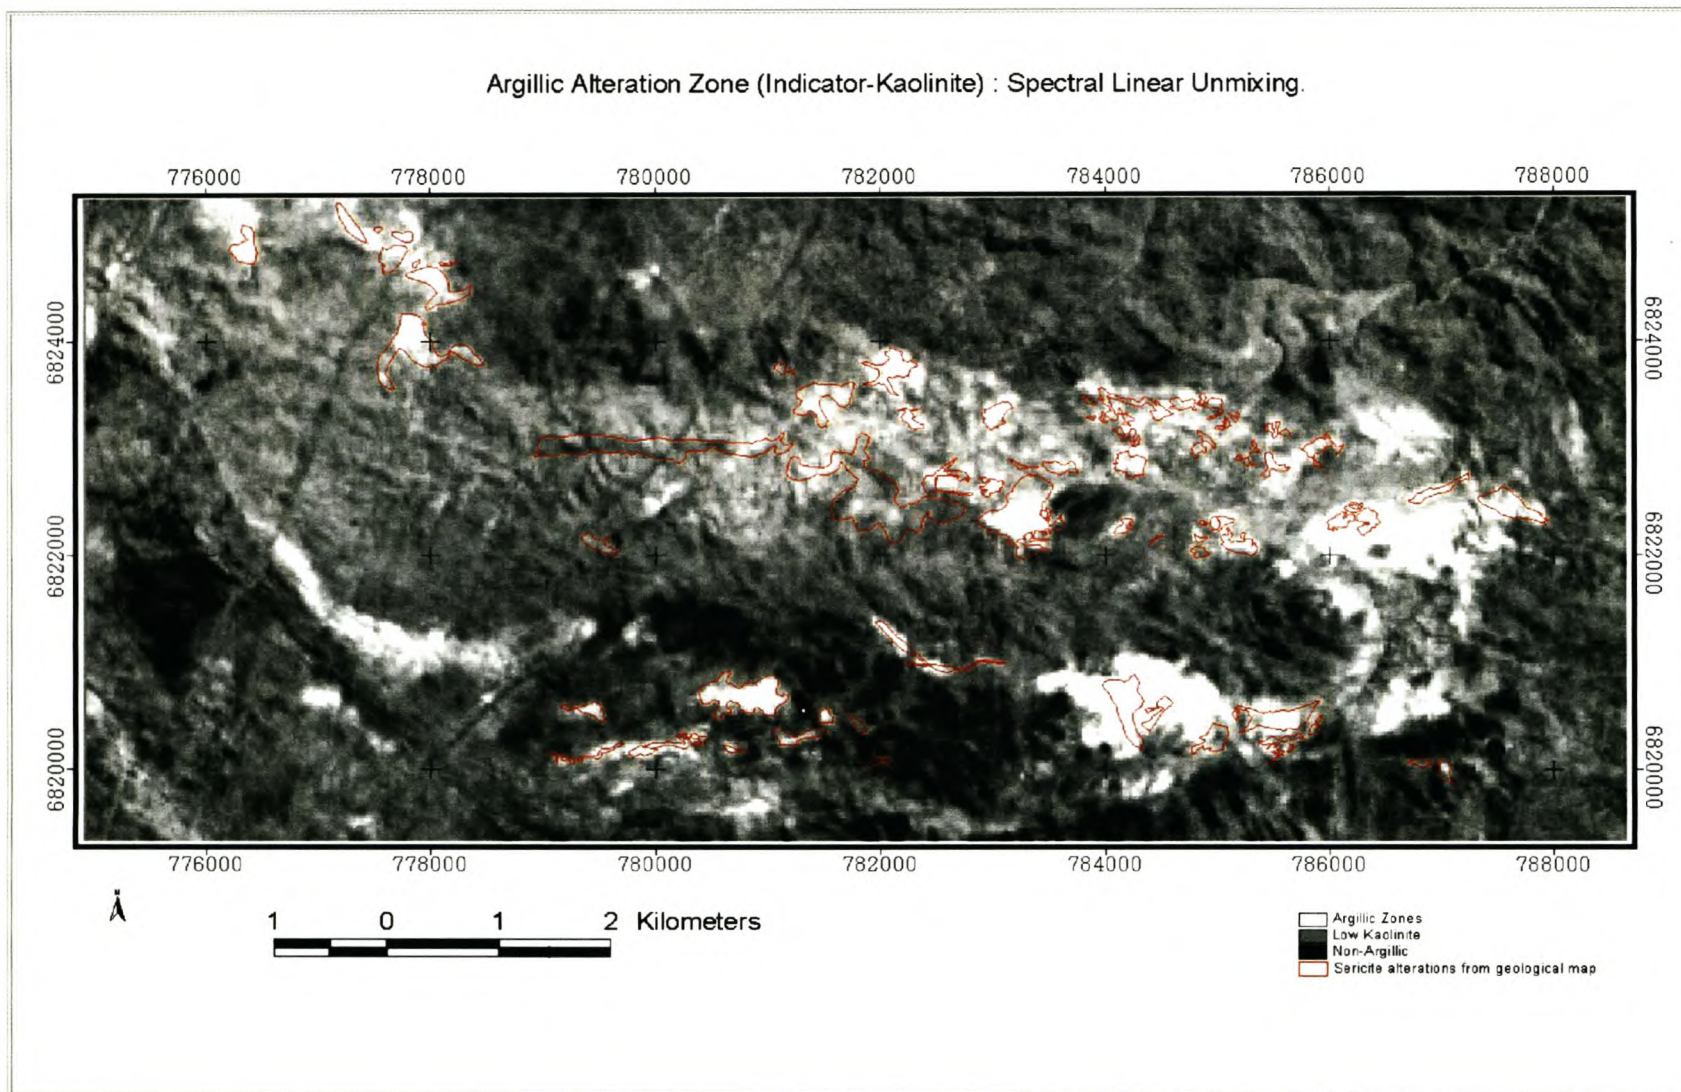 Argillic Alteration Zone (Indicator-Kaolinite) : Spectral Linear Unmixing.
776000 778000 780000 782000 784000 786000 788000
6824000 6824000
6822000 6822000
6820000 6820000
776000 778000 780000 782000 784000 786000 788000
N
1 0 1 2 Kilometers
Argillic Zones
Low Kaolinite
Non-Argillic
Sericite alterations from geological map